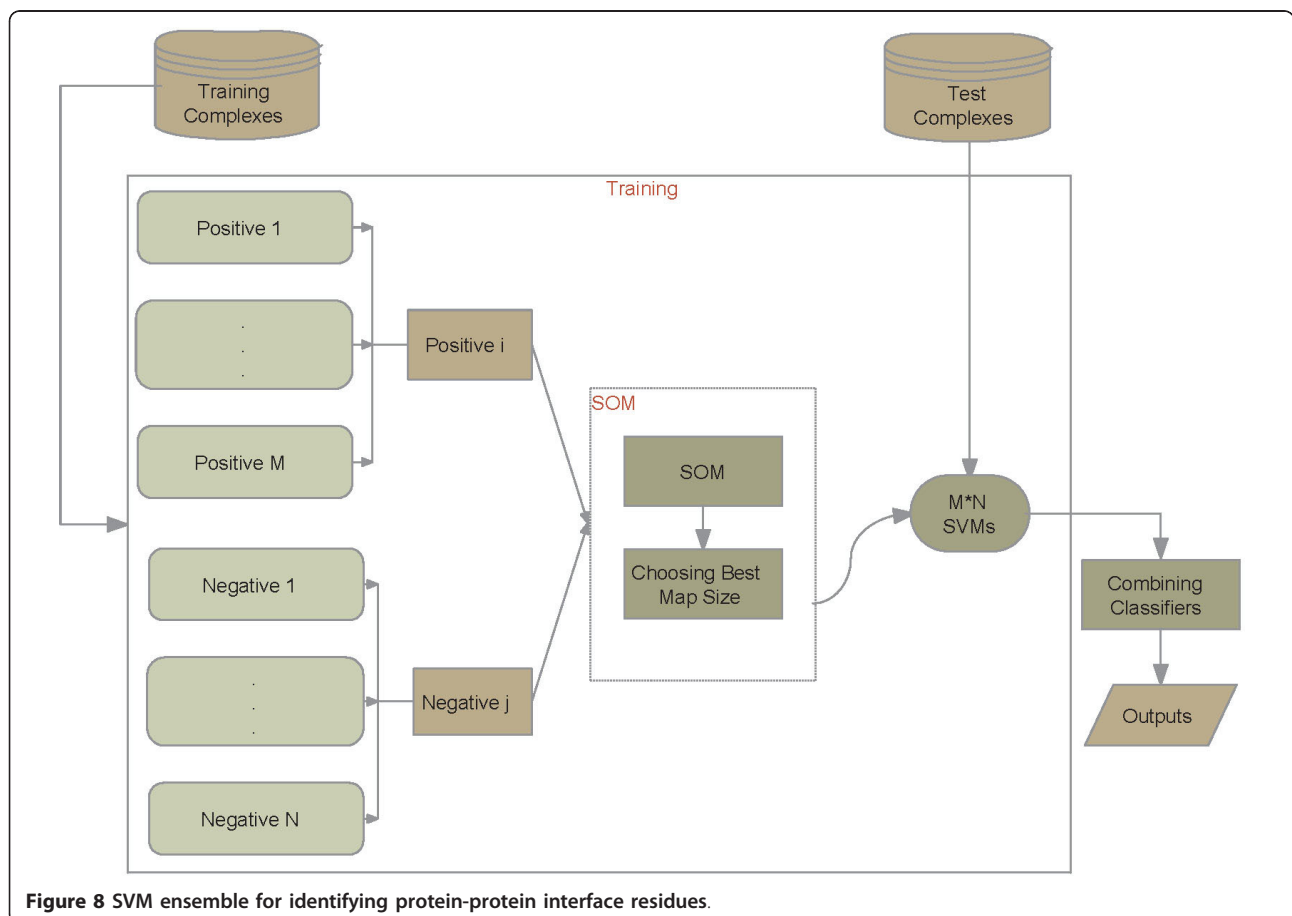 Training
Complexes
Test
Complexes
Training
Positive 1
.
.
.
Positive i
Positive M
SOM
SOM
M*N
SVMs
Choosing Best
Map Size
Negative 1
Combining
Classifiers
.
.
.
Negative j
Outputs
Negative N
Figure 8 SVM ensemble for identifying protein-protein interface residues.